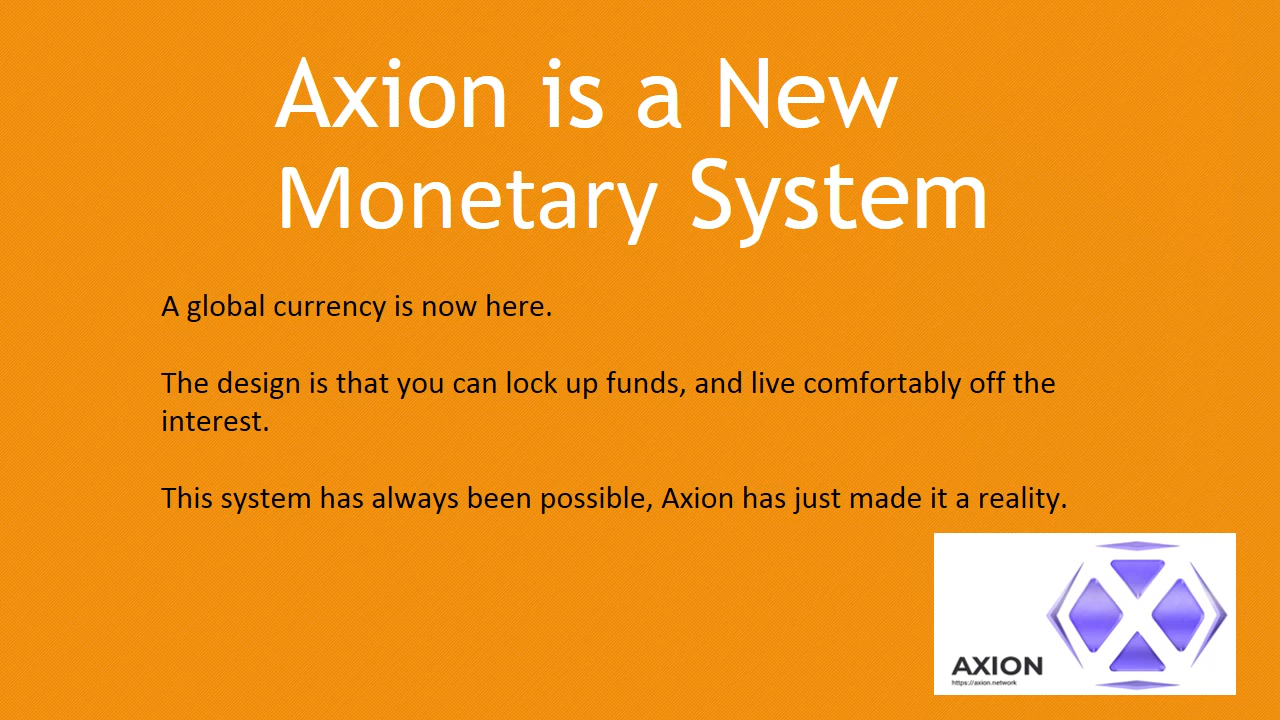 Axion is a New
Monetary System
A global currency is now here.
The design is that you can lock up funds, and live comfortably off the
interest.
This system has always been possible, Axion has just made it a reality.
AXION
https://axion.network